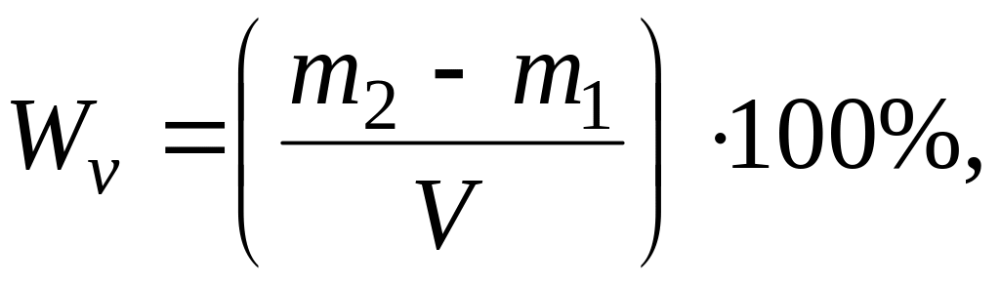 W_v = ( (m_2 - m_1) / V ) ·100%,